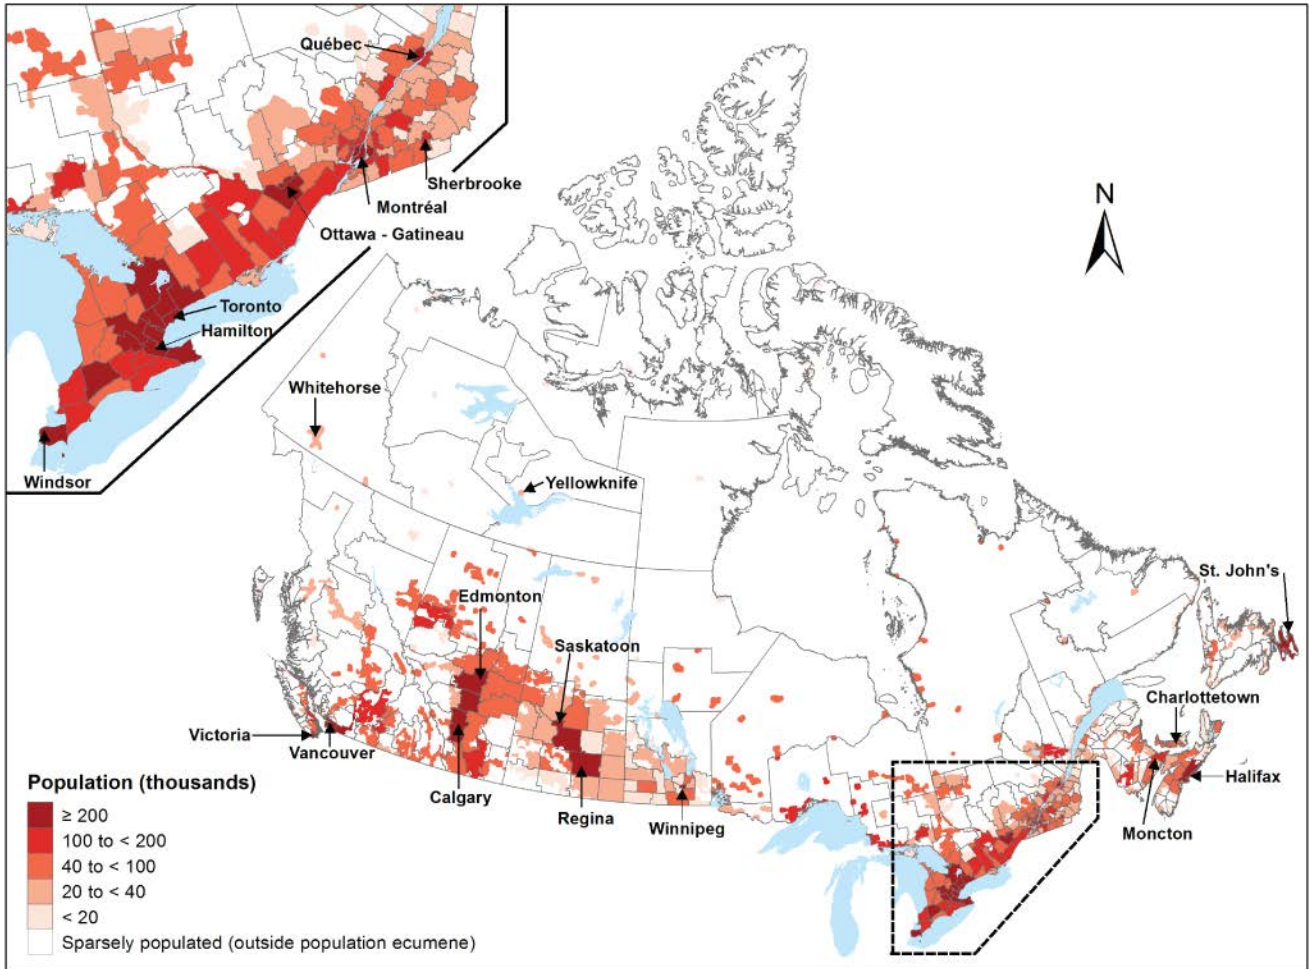 Québec
Sherbrooke
Montréal
Ottawa - Gatineau
Toronto
Hamilton
Windsor
N
Whitehorse
Yellowknife
St. John's
Edmonton
Saskatoon
Charlottetown
Victoria
Vancouver
Calgary
Regina
Winnipeg
Halifax
Moncton
Population (thousands)
≥ 200
100 to < 200
40 to < 100
20 to < 40
< 20
Sparsely populated (outside population ecumene)